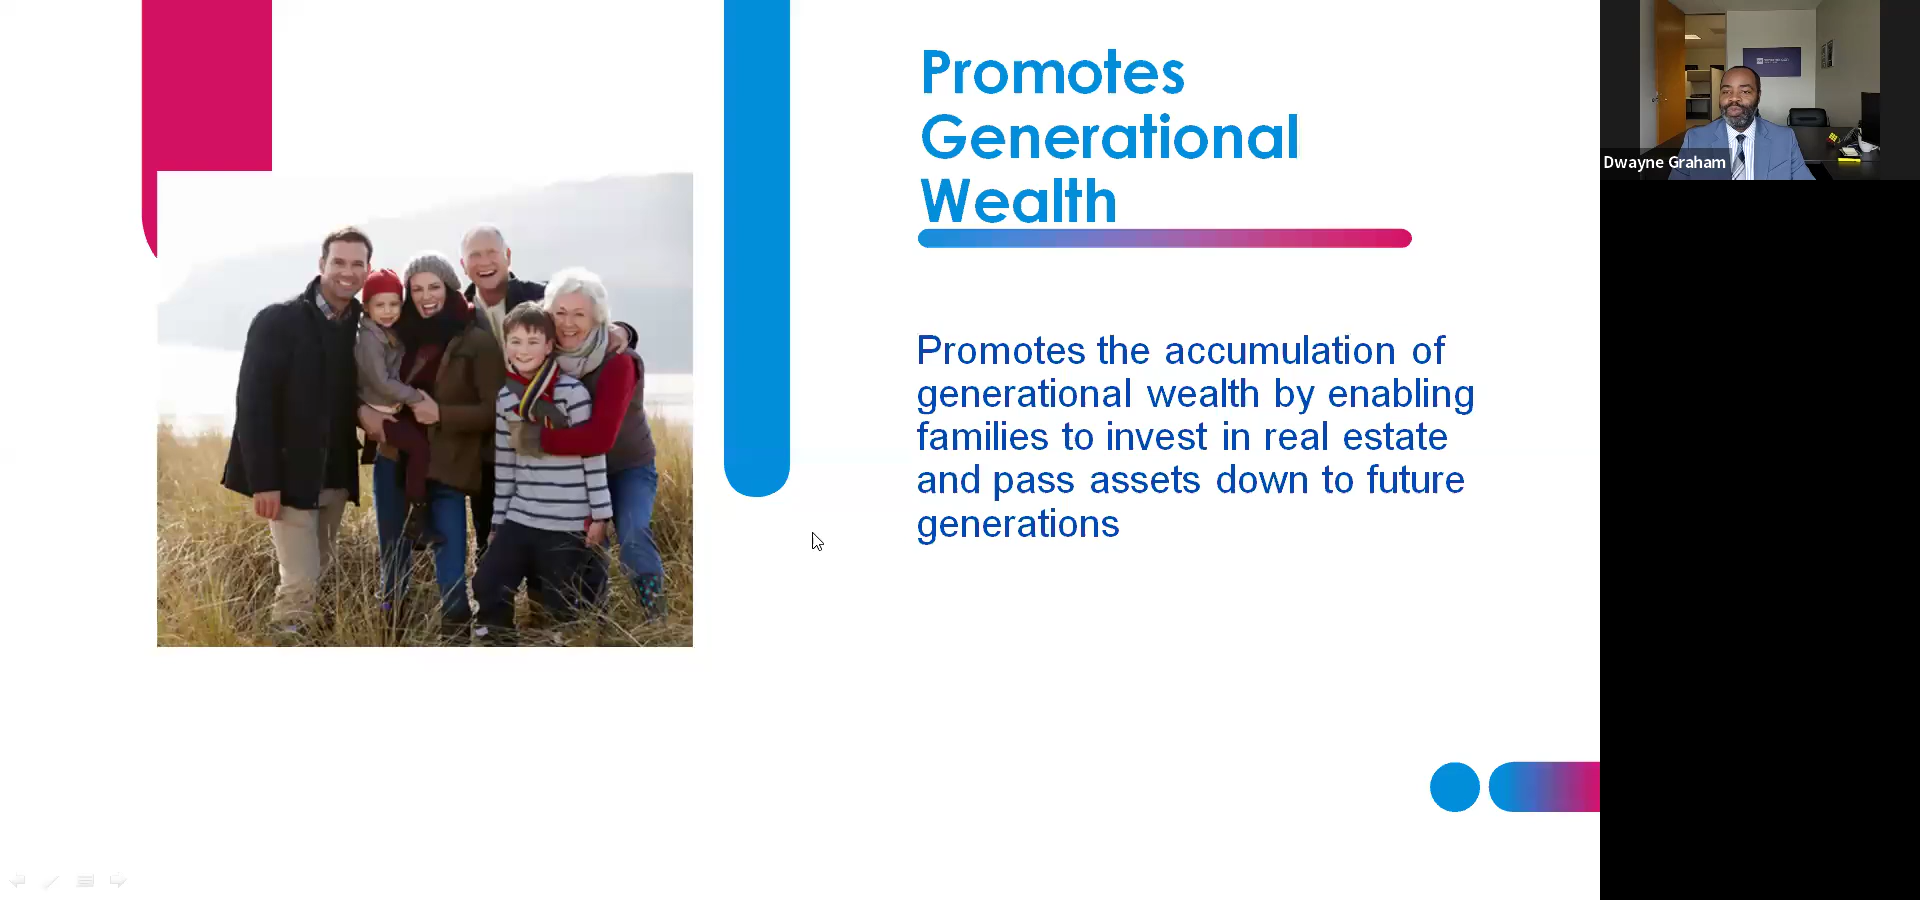 Promotes
Generational
Wealth
Promotes the accumulation of
generational wealth by enabling
families to invest in real estate
and pass assets down to future
generations
Dwayne Graham